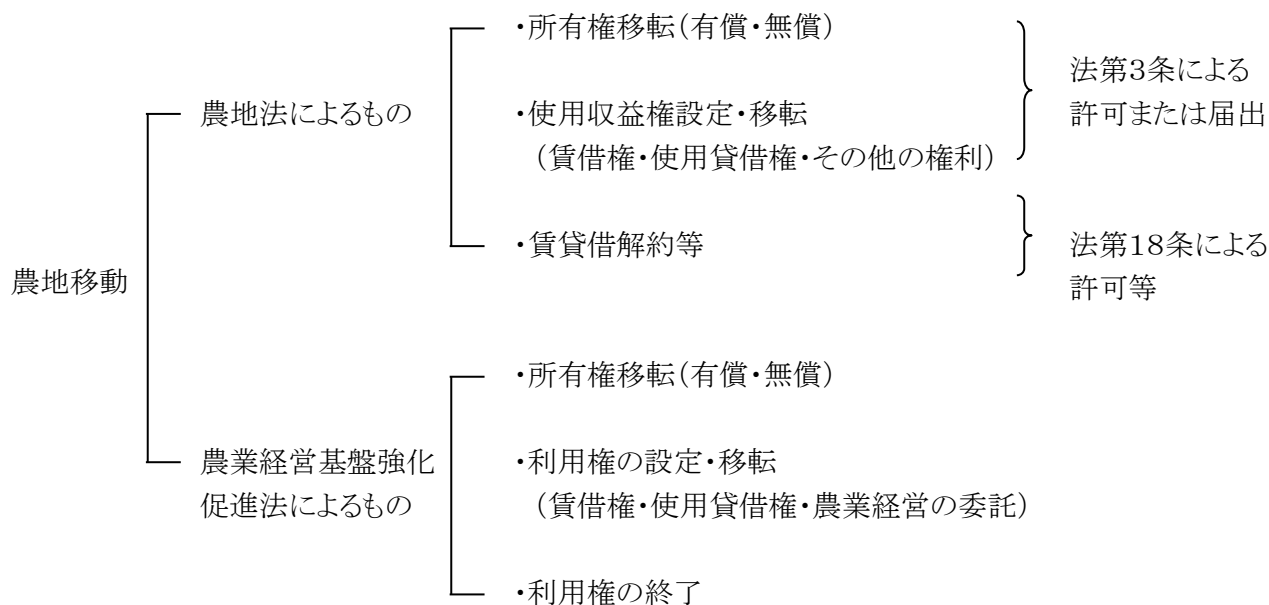 ・所有権移転(有償・無償)
法第3条による
農地法によるもの
・使用収益権設定・移転
許可または届出
(賃借権・使用貸借権・その他の権利)
・賃貸借解約等
法第18条による
農地移動
許可等
・所有権移転(有償・無償)
農業経営基盤強化
・利用権の設定・移転
促進法によるもの
(賃借権・使用貸借権・農業経営の委託)
・利用権の終了